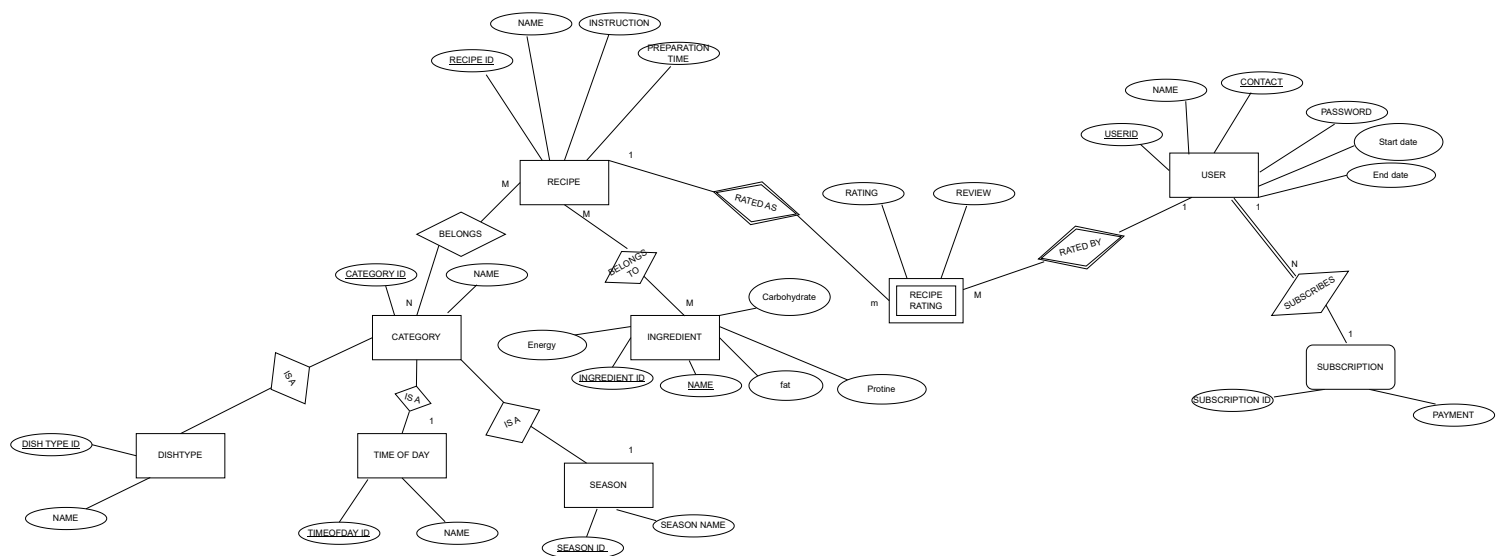 NAME
INSTRUCTION
RECIPE ID
PREPARATION
TIME
NAME
CONTACT
USERID
PASSWORD
Start date
End date
USER
1
RECIPE
M
M
RATED AS
RATING
REVIEW
1
1
BELONGS
BELONGS
TO
RATED BY
CATEGORY ID
NAME
N
SUBSCRIBES
N
M
Carbohydrate
m
RECIPE
RATING
M
CATEGORY
Energy
INGREDIENT
1
INGREDIENT ID
NAME
fat
Protine
SUBSCRIPTION
SUBSCRIPTION ID
PAYMENT
IS A
IS A
IS A
1
1
DISH TYPE ID
DISHTYPE
TIME OF DAY
SEASON
NAME
TIMEOFDAY ID
NAME
SEASON NAME
SEASON ID